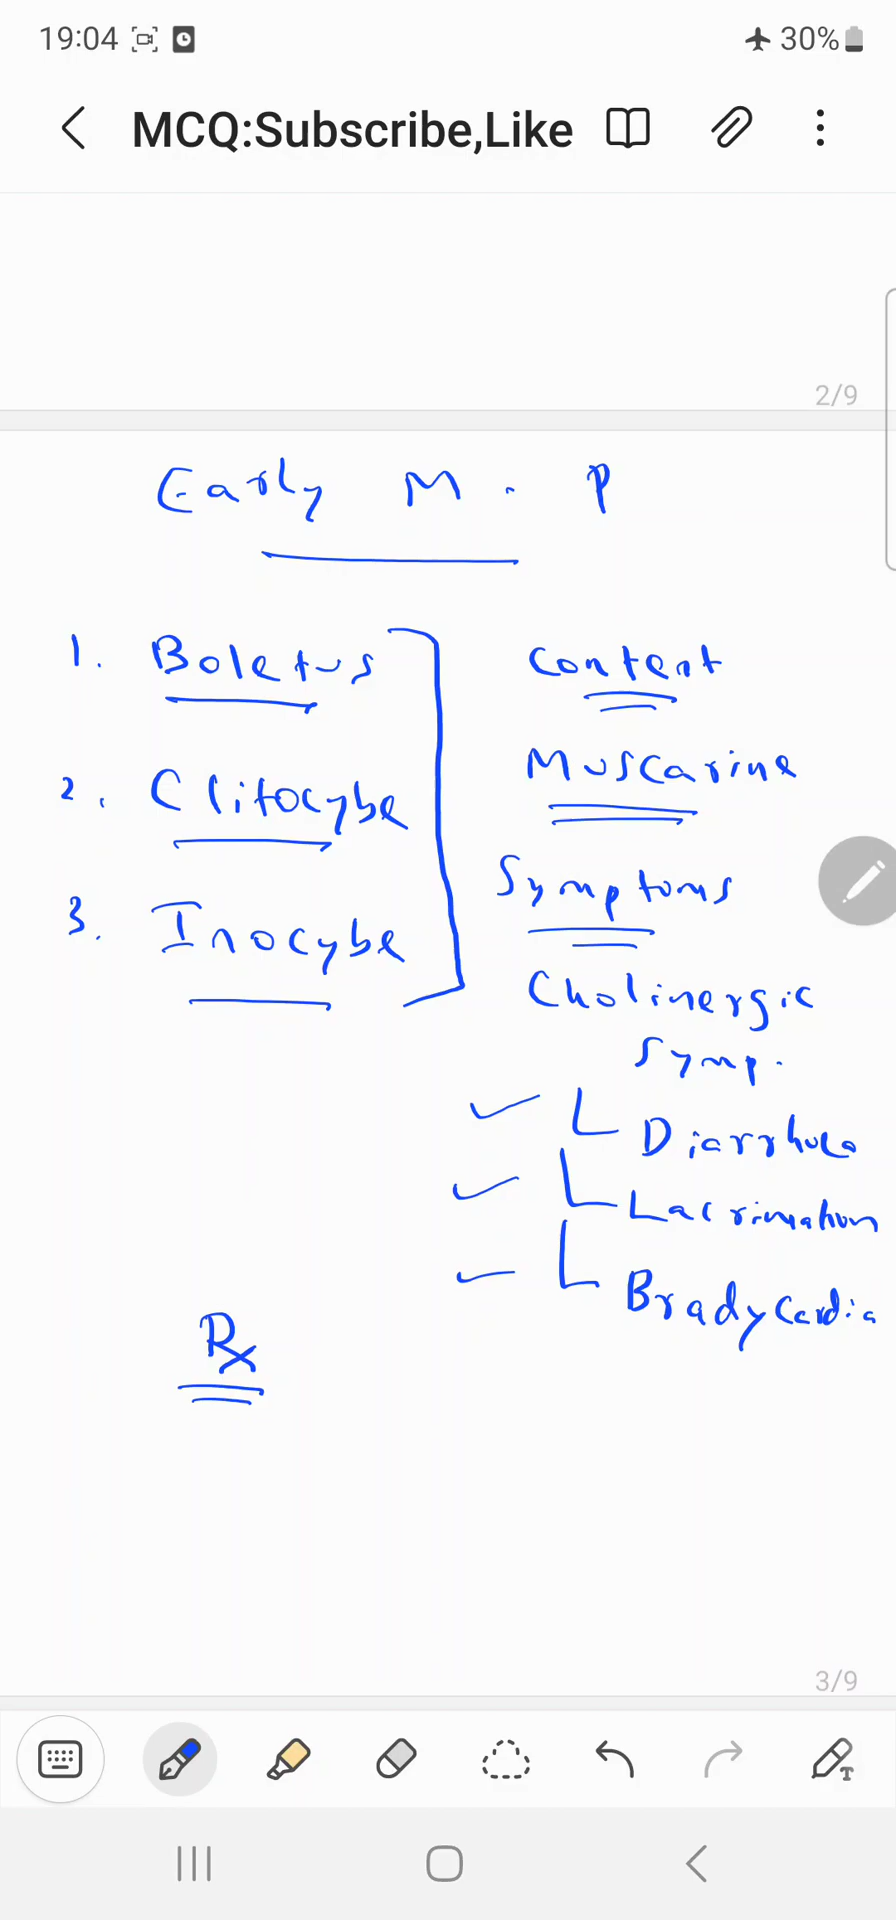 19:04 30%
MCQ:Subscribe,Like
2/9
Early M. P
1. Boletus
2. Clitocybe
3. Inocybe
Content
Muscarine
Symptoms
Cholinergic
Symp.
Diarrhoea
Lacrimation
Bradycardia
Rx
3/9
T